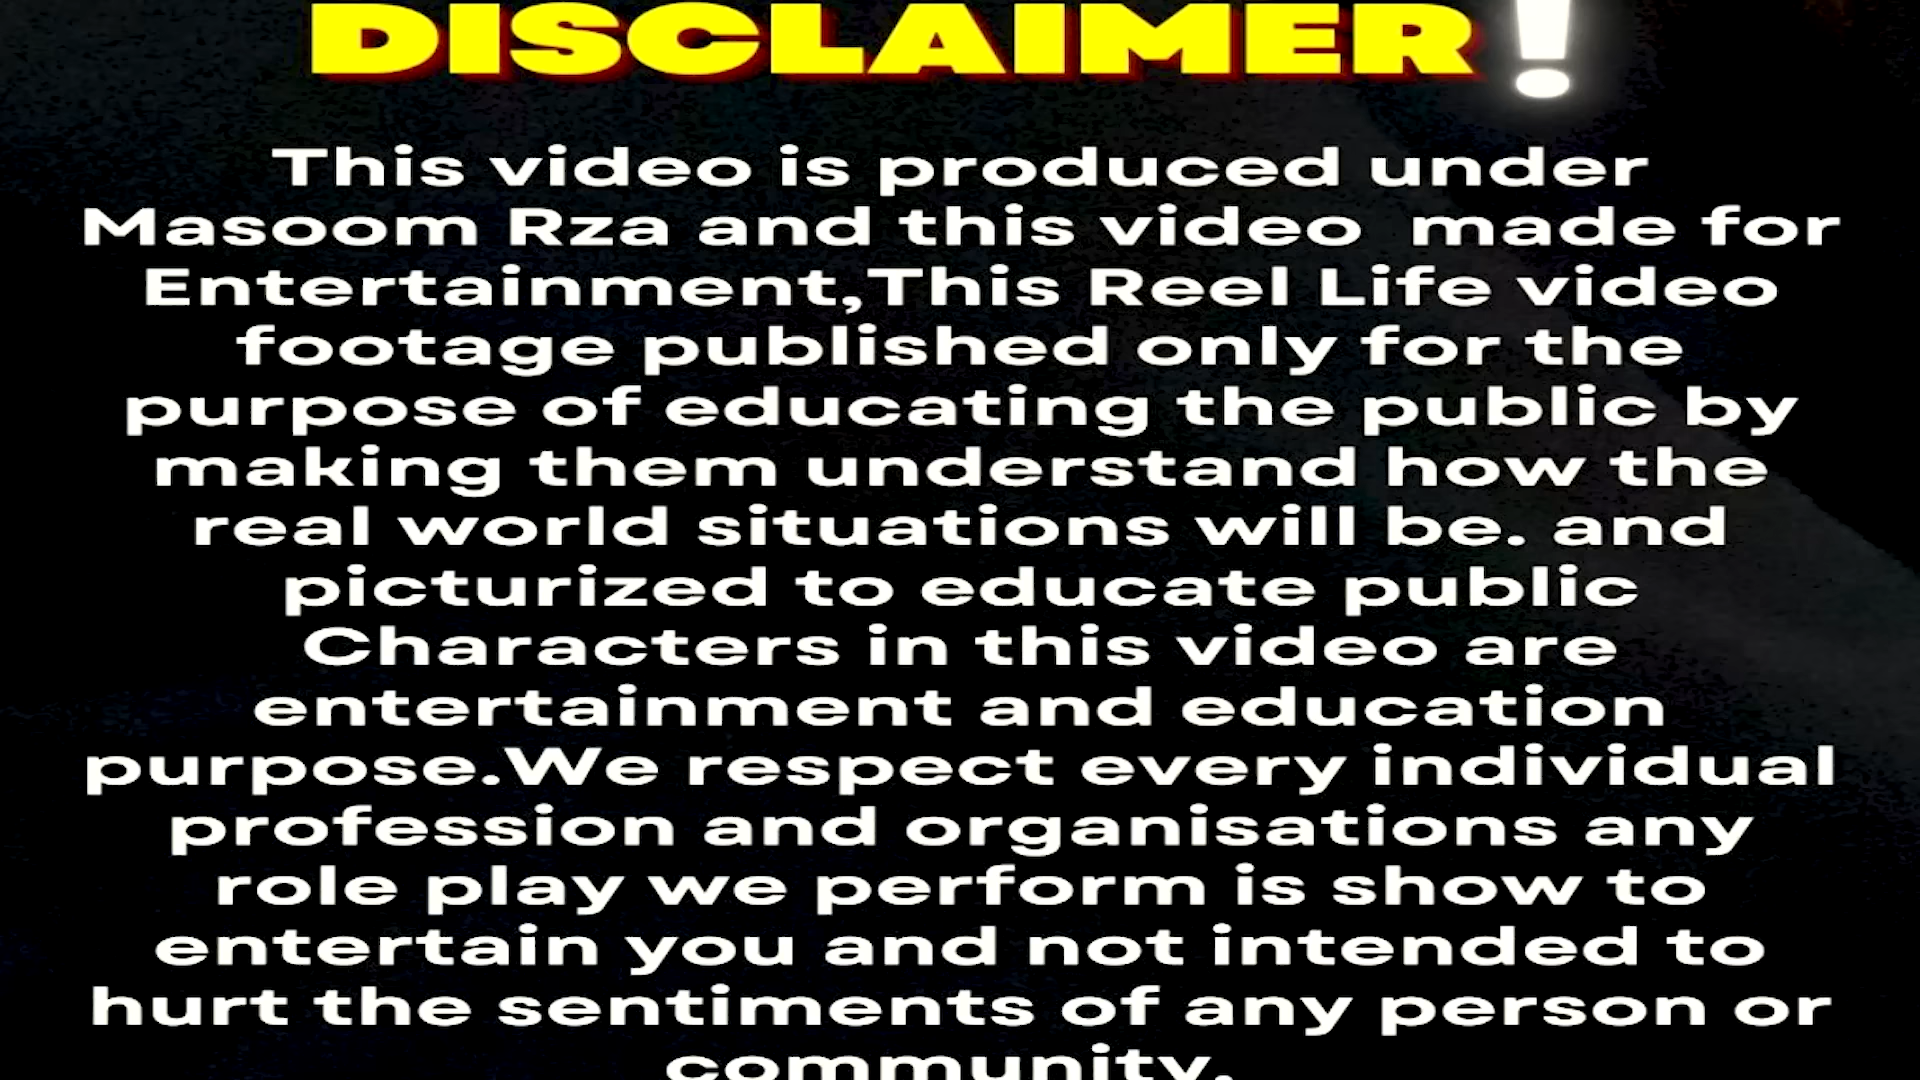 DISCLAIMER!
This video is produced under
Masoom Rza and this video made for
Entertainment,This Reel Life video
footage published only for the
purpose of educating the public by
making them understand how the
real world situations will be. and
picturized to educate public
Characters in this video are
entertainment and education
purpose.We respect every individual
profession and organisations any
role play we perform is show to
entertain you and not intended to
hurt the sentiments of any person or
community.